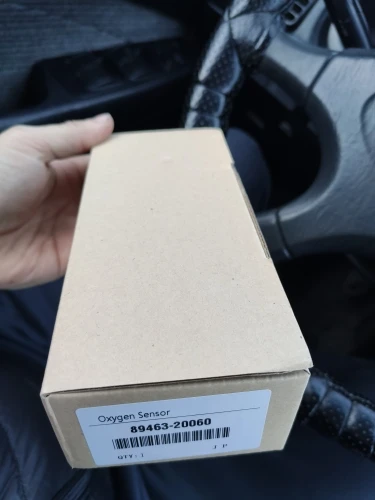 Oxygen Sensor
89463-20060
QTY:1 J P